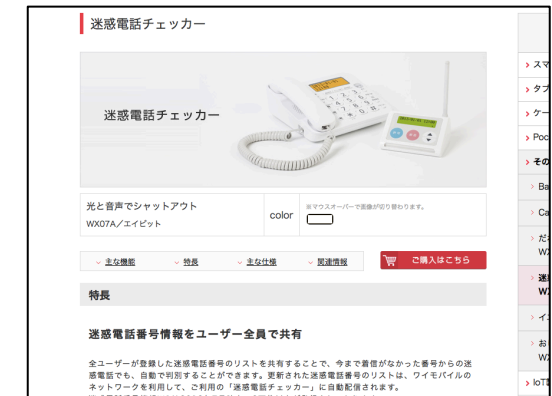 迷惑電話チェッカー
迷惑電話チェッカー
光と音声でシャットアウト
WX07A／エイビット
color
※マウスオーバーで画像が切り替わります。
主な機能
特長
主な仕様
関連情報
ご購入はこちら
特長
迷惑電話番号情報をユーザー全員で共有
全ユーザーが登録した迷惑電話番号のリストを共有することで、今まで着信がなかった番号からの迷
惑電話でも、自動で判別することができます。更新された迷惑電話番号のリストは、ワイモバイルの
ネットワークを利用して、ご利用の「迷惑電話チェッカー」に自動配信されます。
スマ
タブ
ケー
Poc
その
Ba
Ca
だれ
WX
迷惑
WX
イエ
おう
WX
IoT